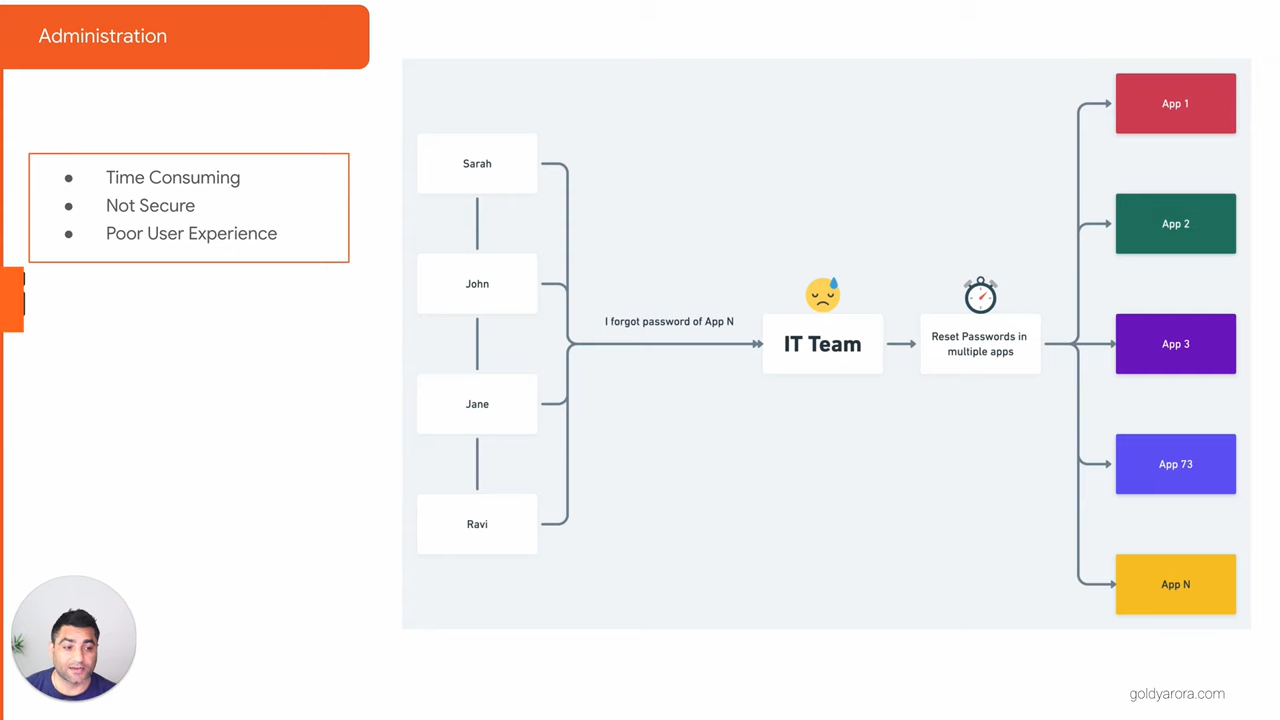 Administration
Time Consuming
Not Secure
Poor User Experience
Sarah
John
Jane
Ravi
I forgot password of App N
IT Team
Reset Passwords in
multiple apps
App 1
App 2
App 3
App 73
App N
goldyarora.com